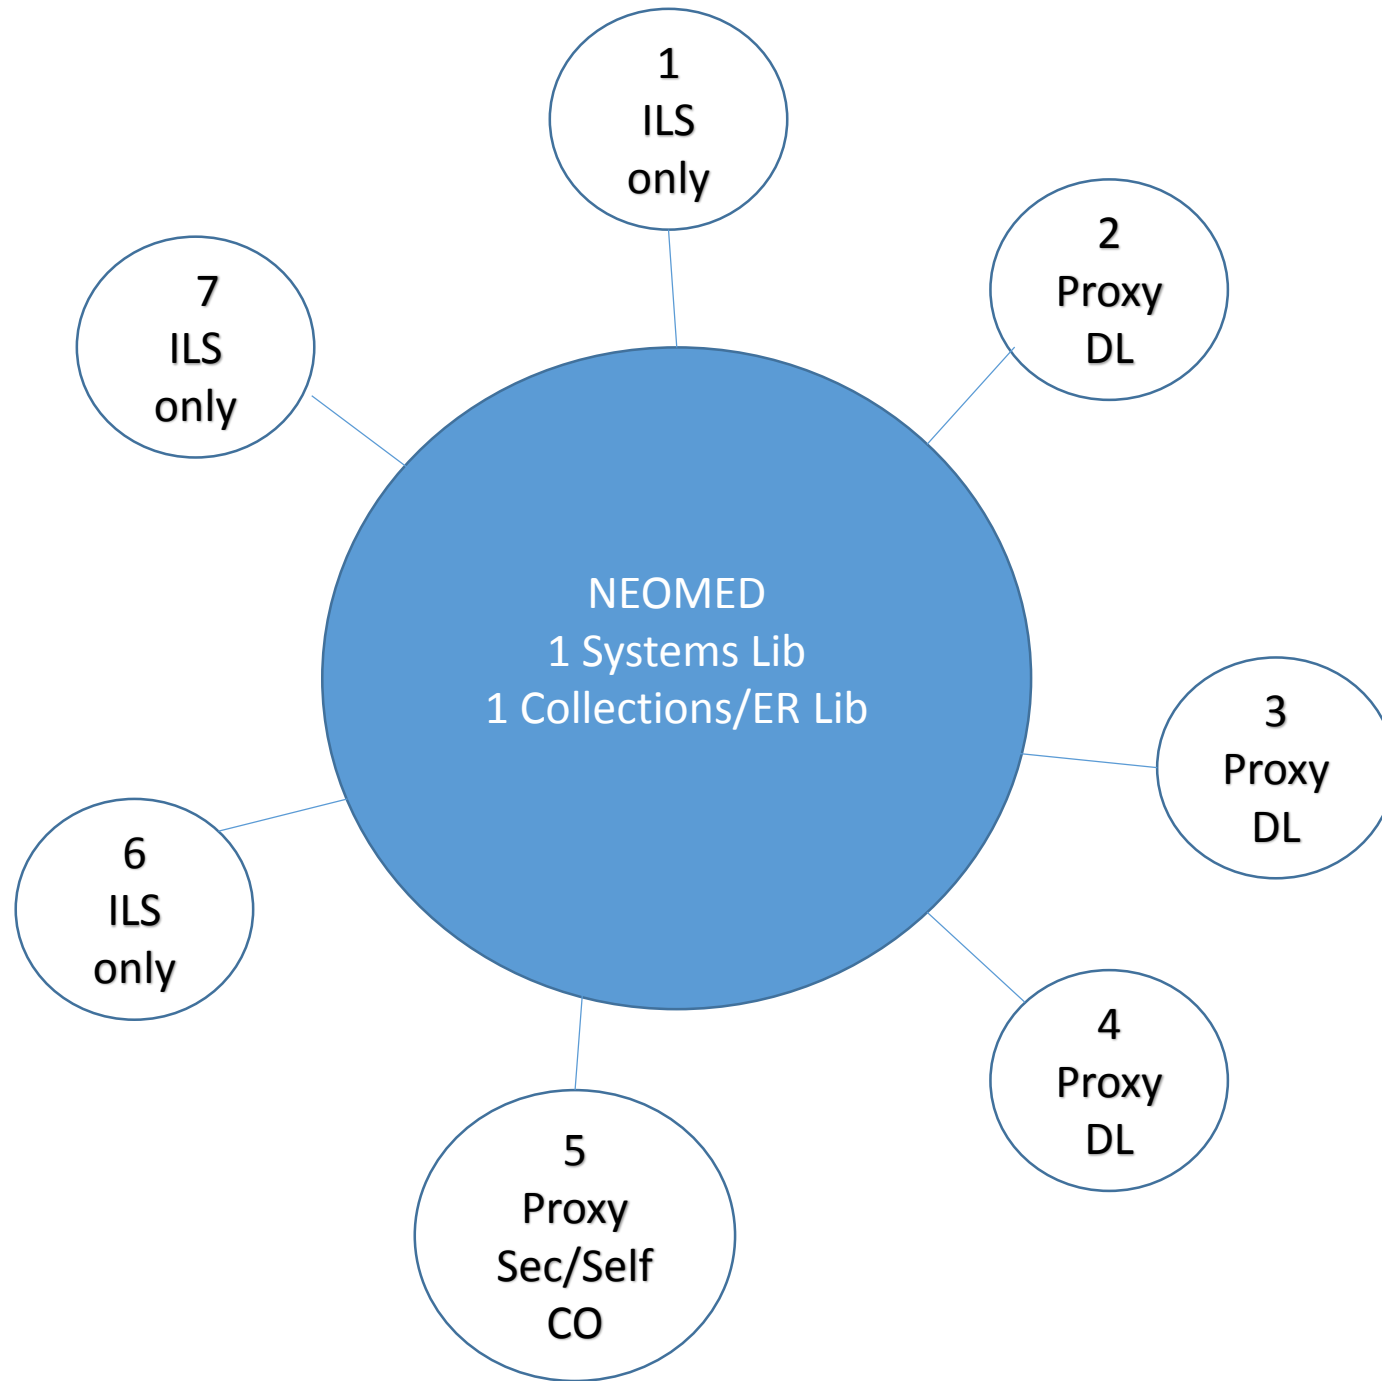 1
ILS
only
2
Proxy
DL
7
ILS
only
NEOMED
1 Systems Lib
1 Collections/ER Lib
3
Proxy
DL
6
ILS
only
4
Proxy
DL
5
Proxy
Sec/Self
CO